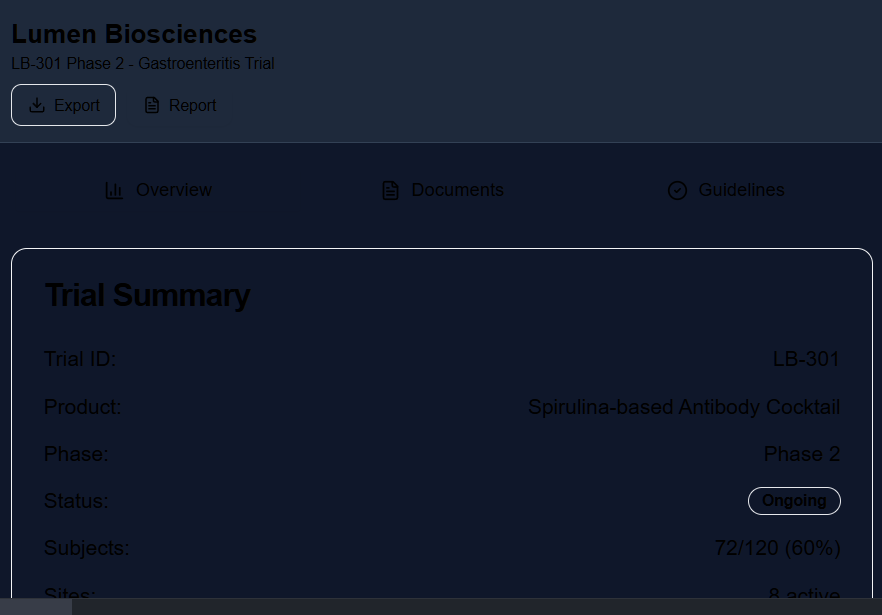 Lumen Biosciences
LB-301 Phase 2 - Gastroenteritis Trial
Export Report
Overview Documents Guidelines
Trial Summary
Trial ID: LB-301
Product: Spirulina-based Antibody Cocktail
Phase: Phase 2
Status: Ongoing
Subjects: 72/120 (60%)
Sites: 8 active